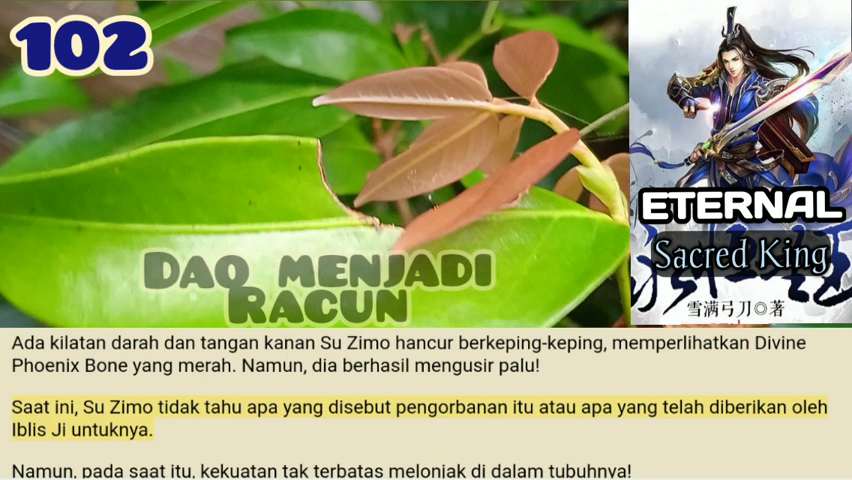 102
DAO MENJADI
RACUN
ETERNAL
Sacred King
雪满弓刀◎著
Ada kilatan darah dan tangan kanan Su Zimo hancur berkeping-keping, memperlihatkan Divine
Phoenix Bone yang merah. Namun, dia berhasil mengusir palu!
Saat ini, Su Zimo tidak tahu apa yang disebut pengorbanan itu atau apa yang telah diberikan oleh
Iblis Ji untuknya.
Namun, pada saat itu, kekuatan tak terbatas melonjak di dalam tubuhnya!